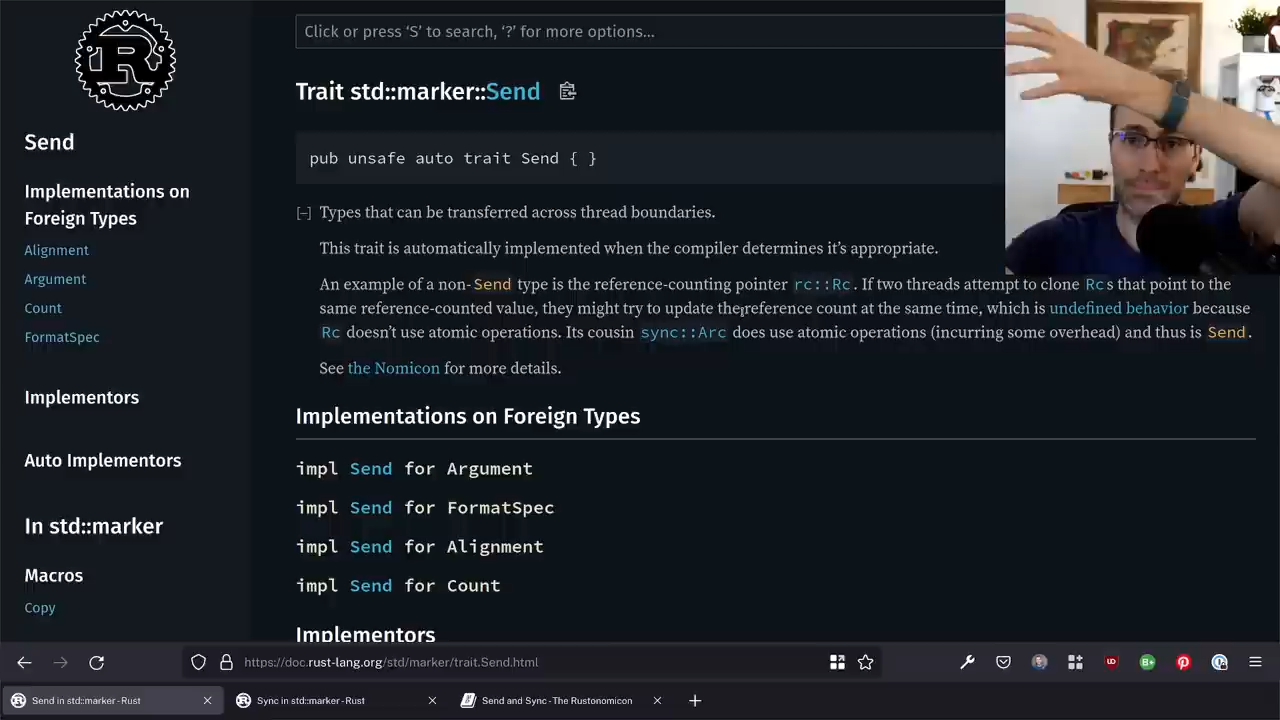 Click or press ‘S’ to search, ‘?’ for more options…
Send
Implementations on
Foreign Types
Alignment
Argument
Count
FormatSpec
Implementors
Auto Implementors
In std::marker
Macros
Copy
Trait std::marker::Send
pub unsafe auto trait Send { }
[−] Types that can be transferred across thread boundaries.
This trait is automatically implemented when the compiler determines it’s appropriate.
An example of a non-Send type is the reference-counting pointer rc::Rc. If two threads attempt to clone Rcs that point to the
same reference-counted value, they might try to update the reference count at the same time, which is undefined behavior because
Rc doesn’t use atomic operations. Its cousin sync::Arc does use atomic operations (incurring some overhead) and thus is Send.
See the Nomicon for more details.
Implementations on Foreign Types
impl Send for Argument
impl Send for FormatSpec
impl Send for Alignment
impl Send for Count
Implementors
https://doc.rust-lang.org/std/marker/trait.Send.html
Send in std::marker - Rust
Sync in std::marker - Rust
Send and Sync - The Rustonomicon